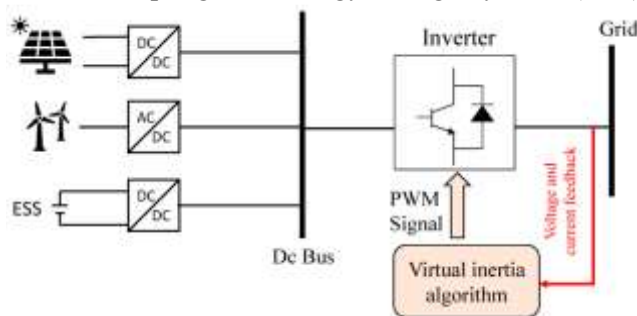 Grid
Inverter
DC
DC
AC
DC
ESS
DC
DC
PWM
Signal
Voltage and
current feedback
Dc Bus
Virtual inertia
algorithm